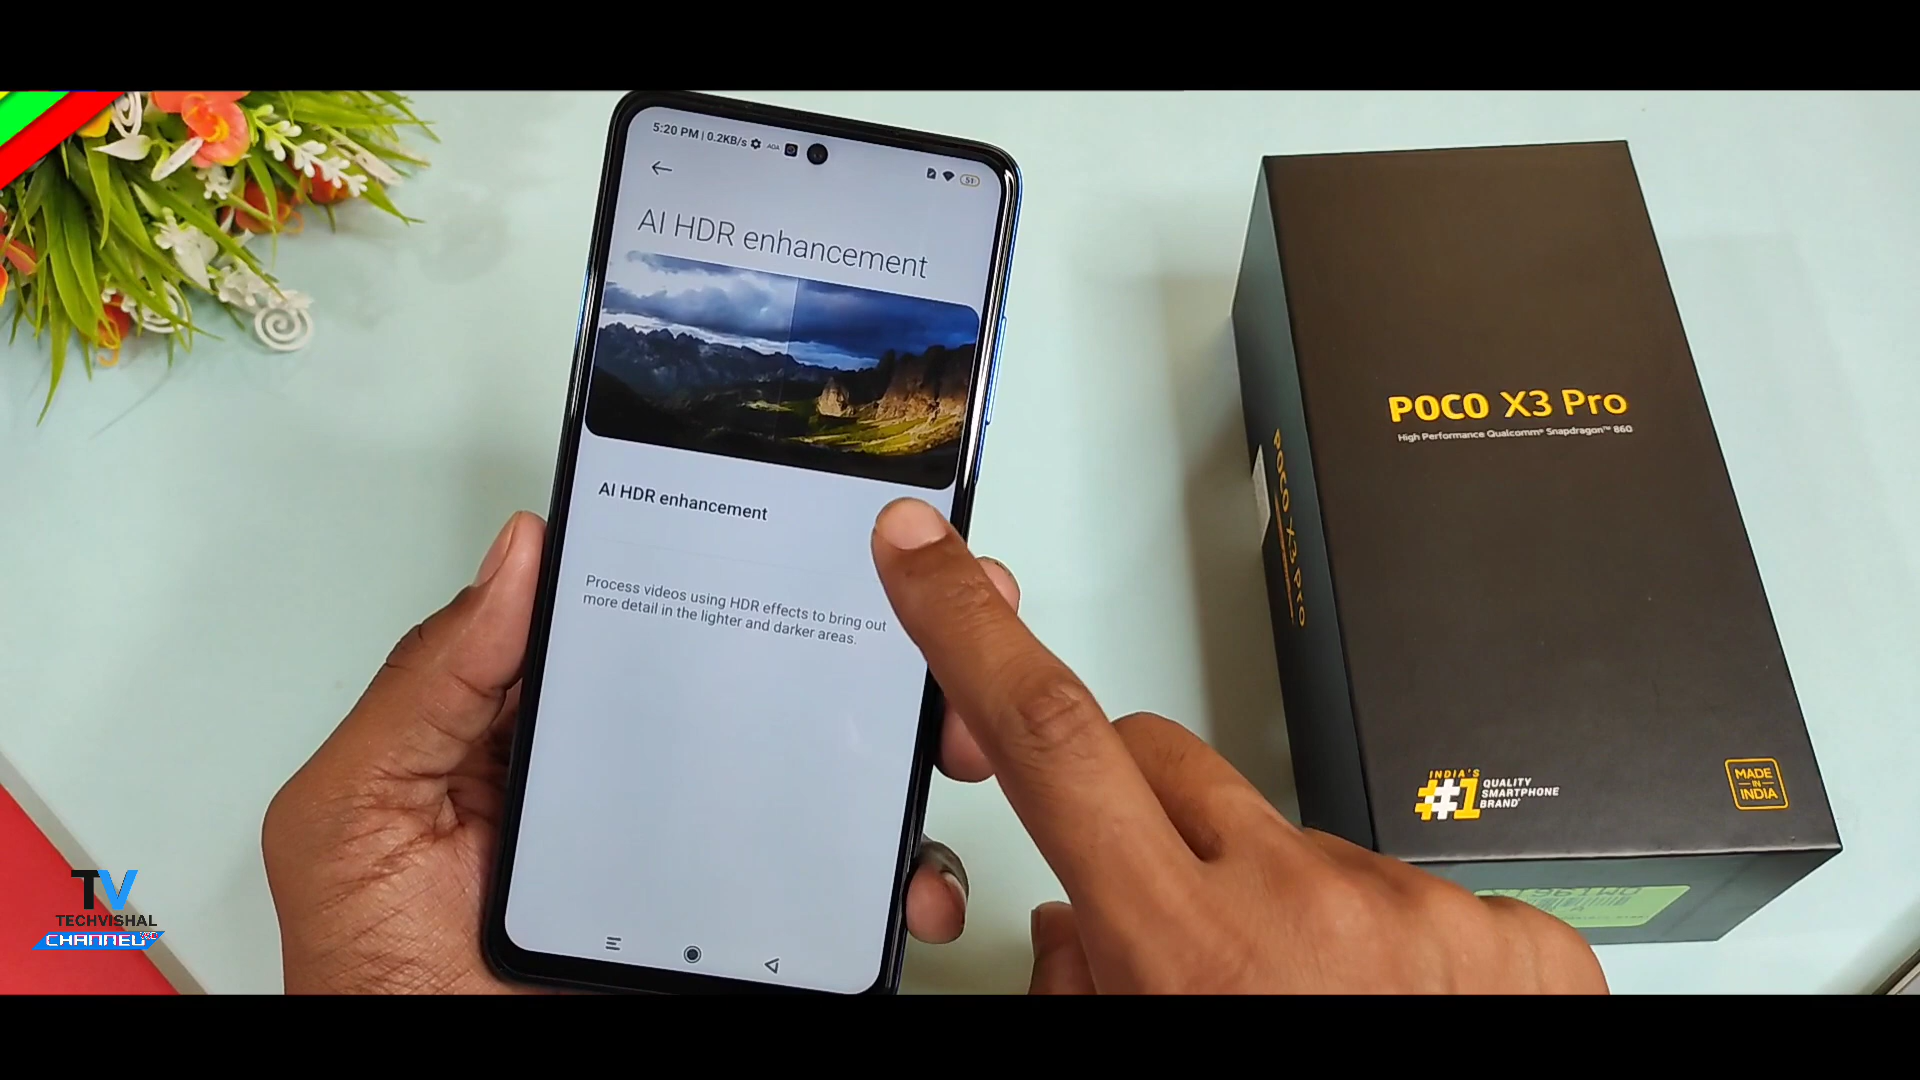 5:20 PM | 0.2KB/s
51
AI HDR enhancement
AI HDR enhancement
Process videos using HDR effects to bring out
more detail in the lighter and darker areas.
POCO X3 Pro
High Performance Qualcomm® Snapdragon™ 860
POCO X3 Pro
INDIA'S
#1 QUALITY
SMARTPHONE
BRAND
MADE
IN
INDIA
TV
TECHVISHAL
CHANNEL